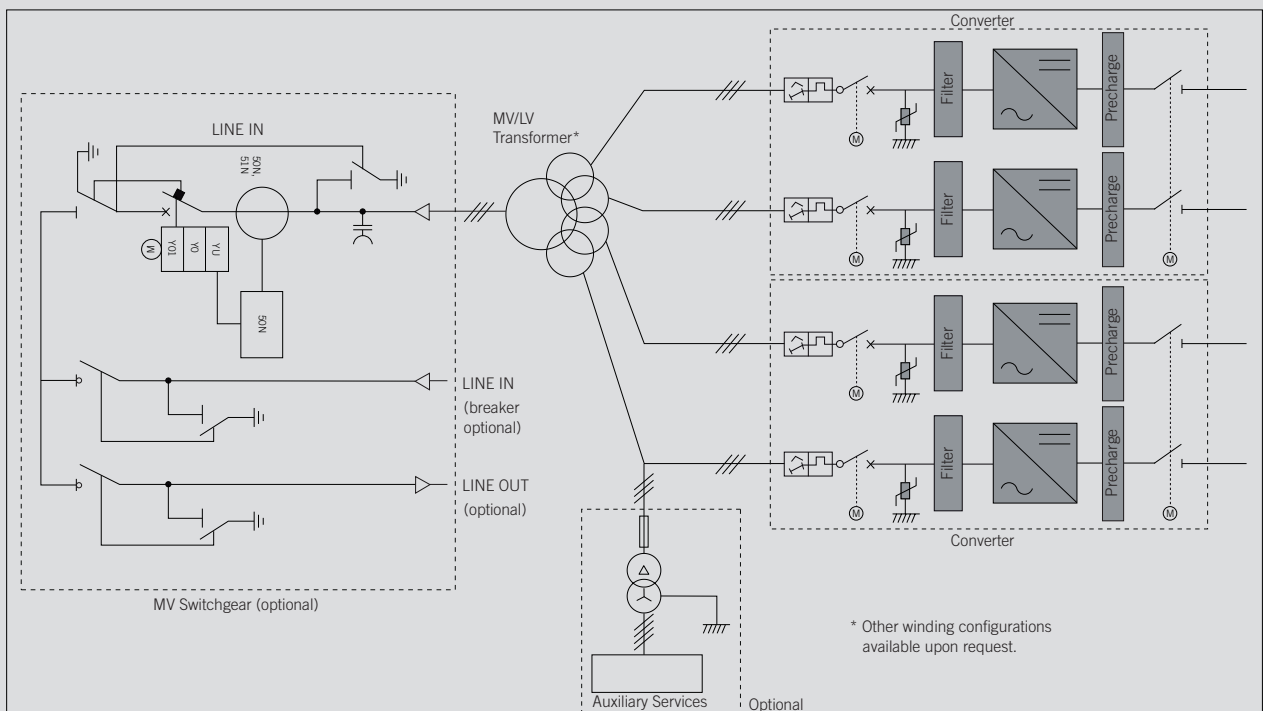 Converter
LINE IN
MV/LV
Transformer*
50N,
51N
M
Y01
Y0
YU
50N
LINE IN
(breaker
optional)
LINE OUT
(optional)
MV Switchgear (optional)
Filter
Precharge
M
Filter
Precharge
M
M
Filter
Precharge
M
Filter
Precharge
M
M
Converter
Auxiliary Services
Optional
* Other winding configurations
available upon request.